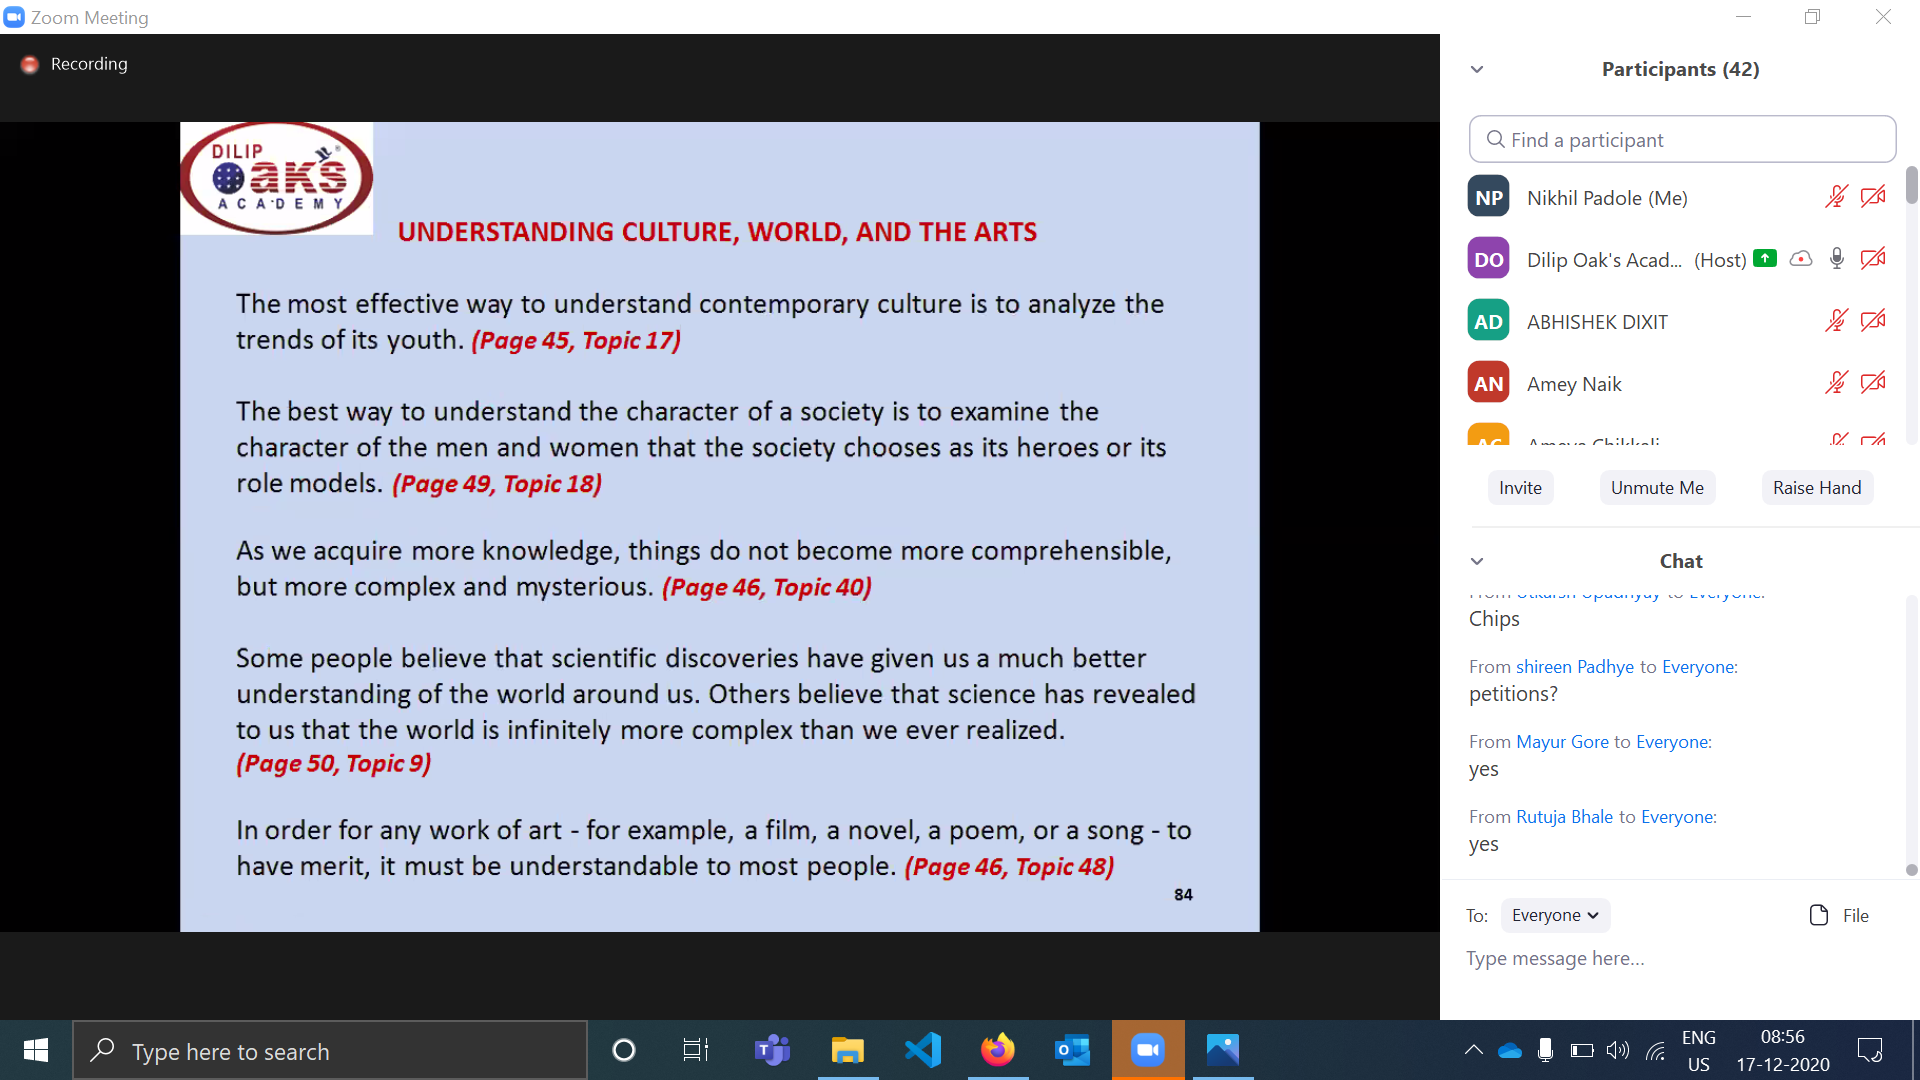 Zoom Meeting
Recording
DILIP
oaks
ACADEMY
UNDERSTANDING CULTURE, WORLD, AND THE ARTS
The most effective way to understand contemporary culture is to analyze the
trends of its youth. (Page 45, Topic 17)
The best way to understand the character of a society is to examine the
character of the men and women that the society chooses as its heroes or its
role models. (Page 49, Topic 18)
As we acquire more knowledge, things do not become more comprehensible,
but more complex and mysterious. (Page 46, Topic 40)
Some people believe that scientific discoveries have given us a much better
understanding of the world around us. Others believe that science has revealed
to us that the world is infinitely more complex than we ever realized.
(Page 50, Topic 9)
In order for any work of art - for example, a film, a novel, a poem, or a song - to
have merit, it must be understandable to most people. (Page 46, Topic 48)
84
Participants (42)
Find a participant
NP Nikhil Padole (Me)
DO Dilip Oak's Acad... (Host)
AD ABHISHEK DIXIT
AN Amey Naik
Invite Unmute Me Raise Hand
Chat
From Utkarsh Upadhyay to Everyone:
Chips
From shireen Padhye to Everyone:
petitions?
From Mayur Gore to Everyone:
yes
From Rutuja Bhale to Everyone:
yes
To: Everyone File
Type message here...
Type here to search
ENG
US
08:56
17-12-2020